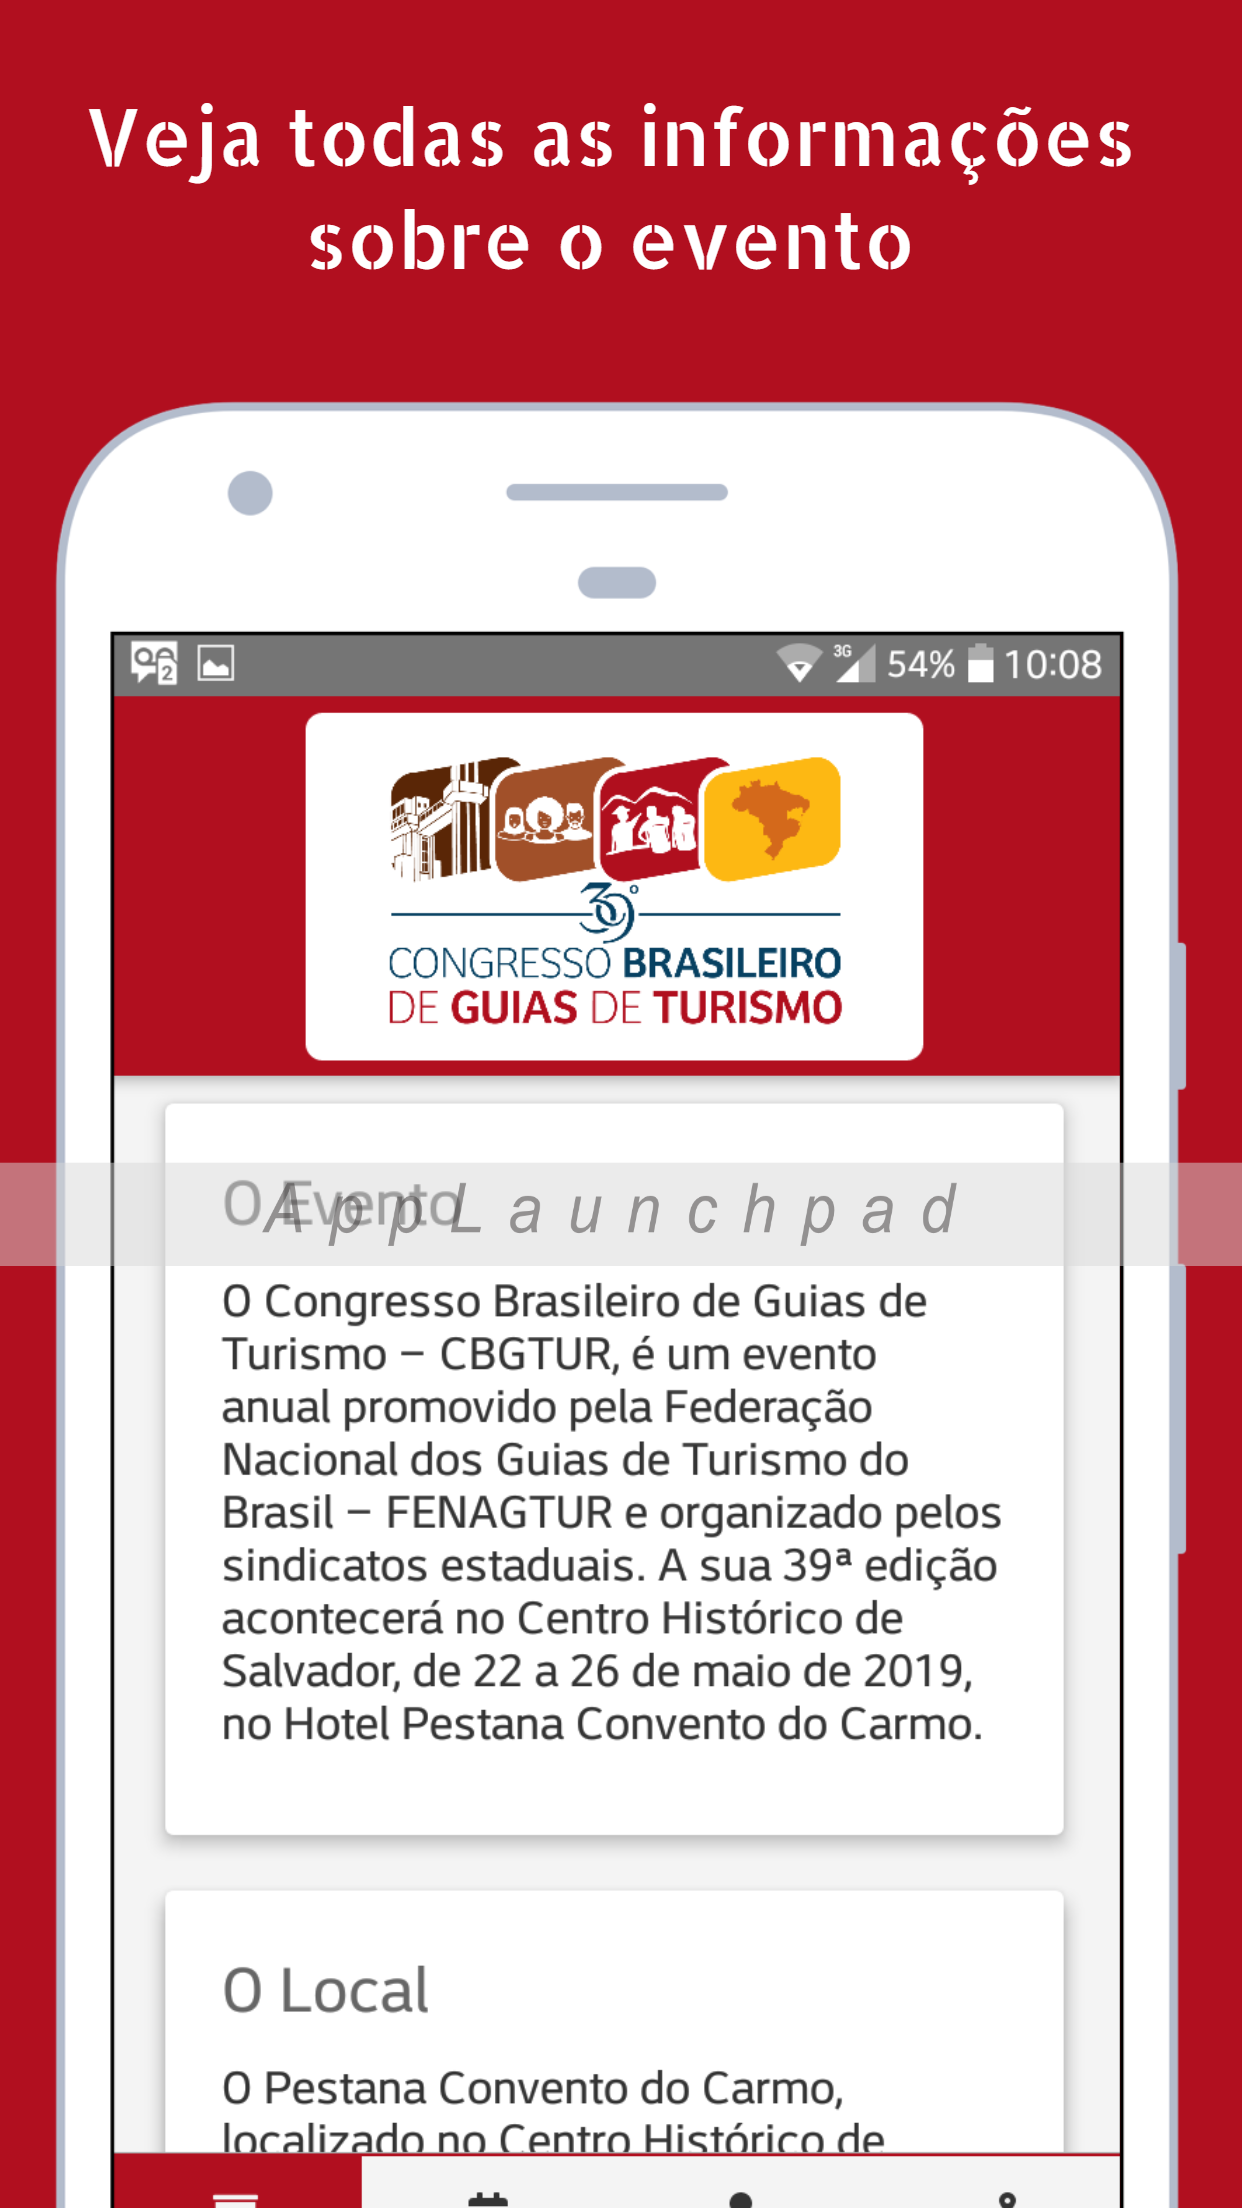 Veja todas as informações
sobre o evento
2
3G 54% 10:08
39º
CONGRESSO BRASILEIRO
DE GUIAS DE TURISMO
O Evento
AppLaunchpad
O Congresso Brasileiro de Guias de
Turismo – CBGTUR, é um evento
anual promovido pela Federação
Nacional dos Guias de Turismo do
Brasil – FENAGTUR e organizado pelos
sindicatos estaduais. A sua 39ª edição
acontecerá no Centro Histórico de
Salvador, de 22 a 26 de maio de 2019,
no Hotel Pestana Convento do Carmo.
O Local
O Pestana Convento do Carmo,
localizado no Centro Histórico de